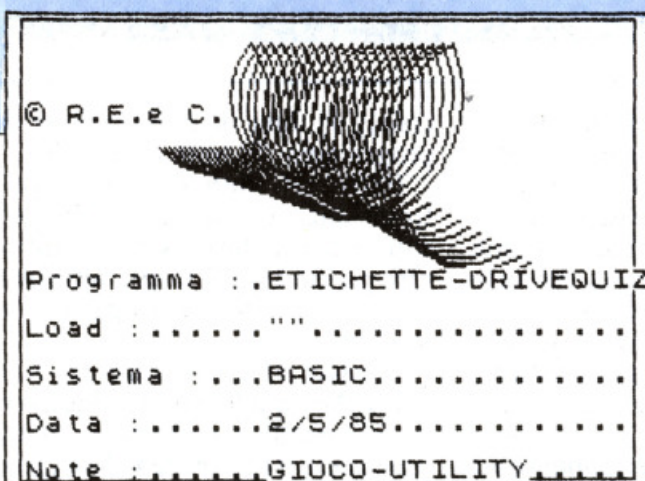 © R.E.e C.
Programma :.ETICHETTE-DRIVEQUIZ
Load :......""................
Sistema :...BASIC.............
Data :......2/5/85............
Note :......GIOCO-UTILITY.....